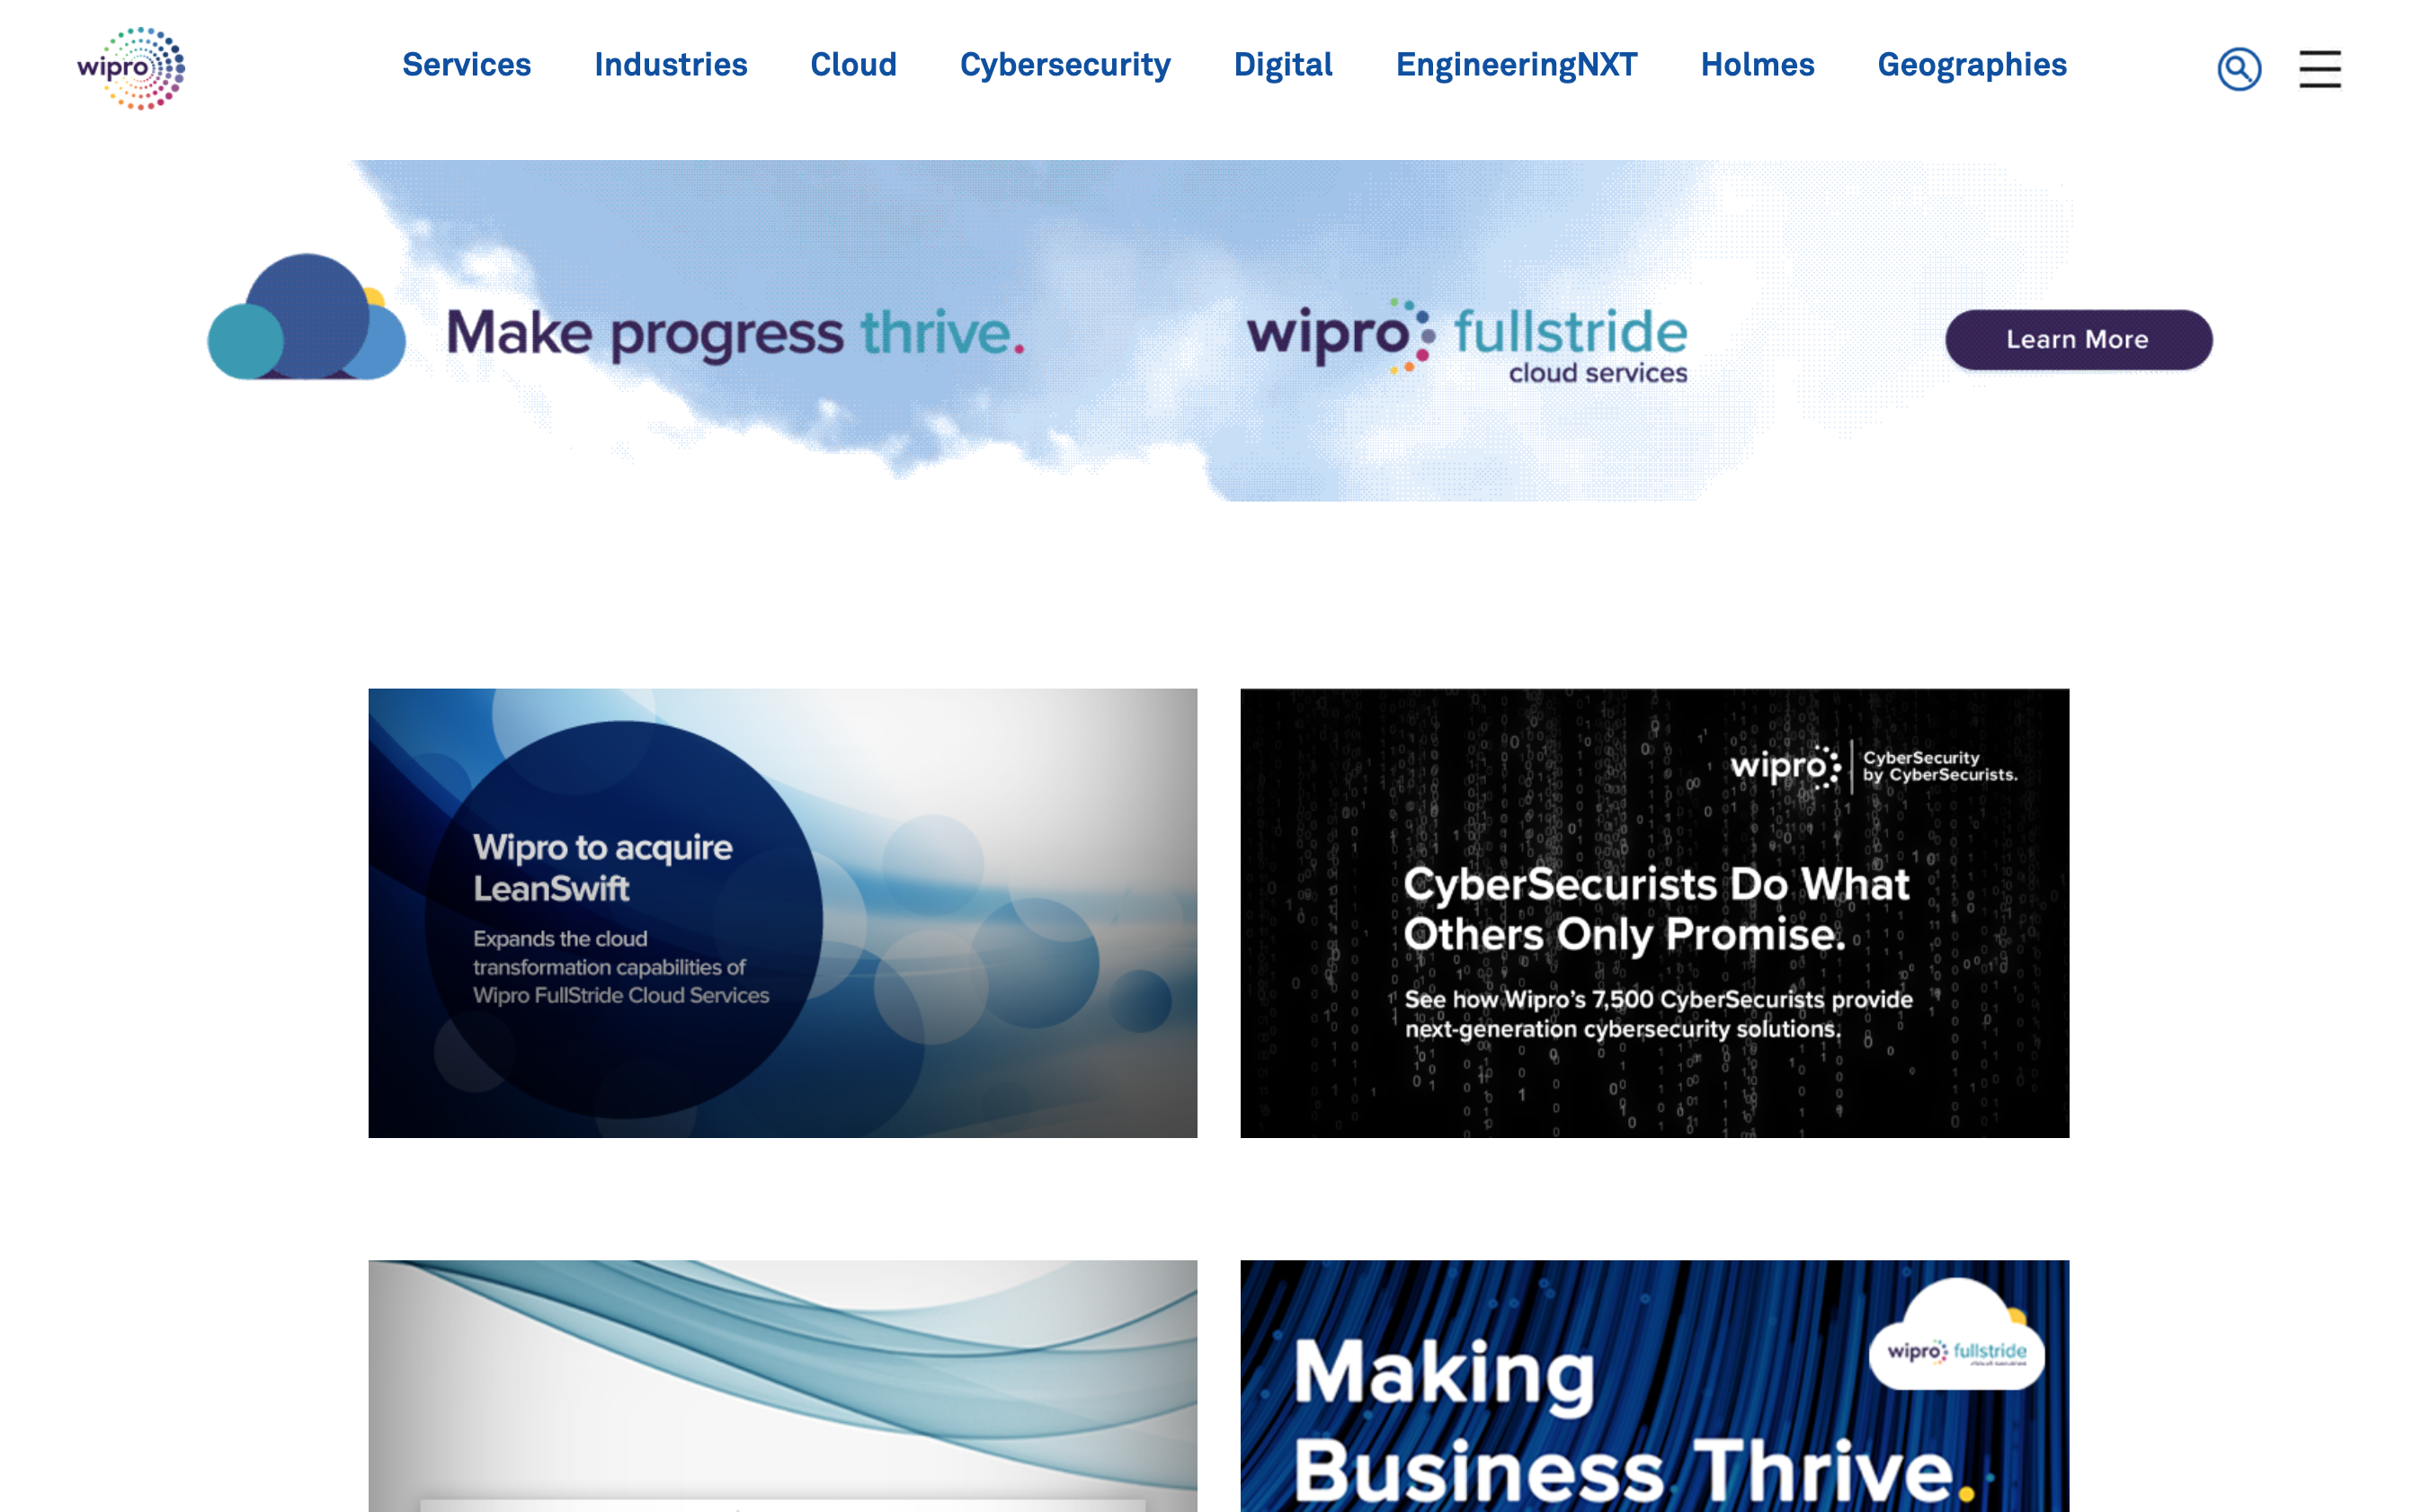 wipro
Services Industries Cloud Cybersecurity Digital EngineeringNXT Holmes Geographies
Make progress thrive.
wipro fullstride
cloud services
Learn More
Wipro to acquire
LeanSwift
Expands the cloud
transformation capabilities of
Wipro FullStride Cloud Services
wipro
CyberSecurity
by CyberSecurists.
CyberSecurists Do What
Others Only Promise.
See how Wipro's 7,500 CyberSecurists provide
next-generation cybersecurity solutions.
wipro fullstride
Making
Business Thrive.